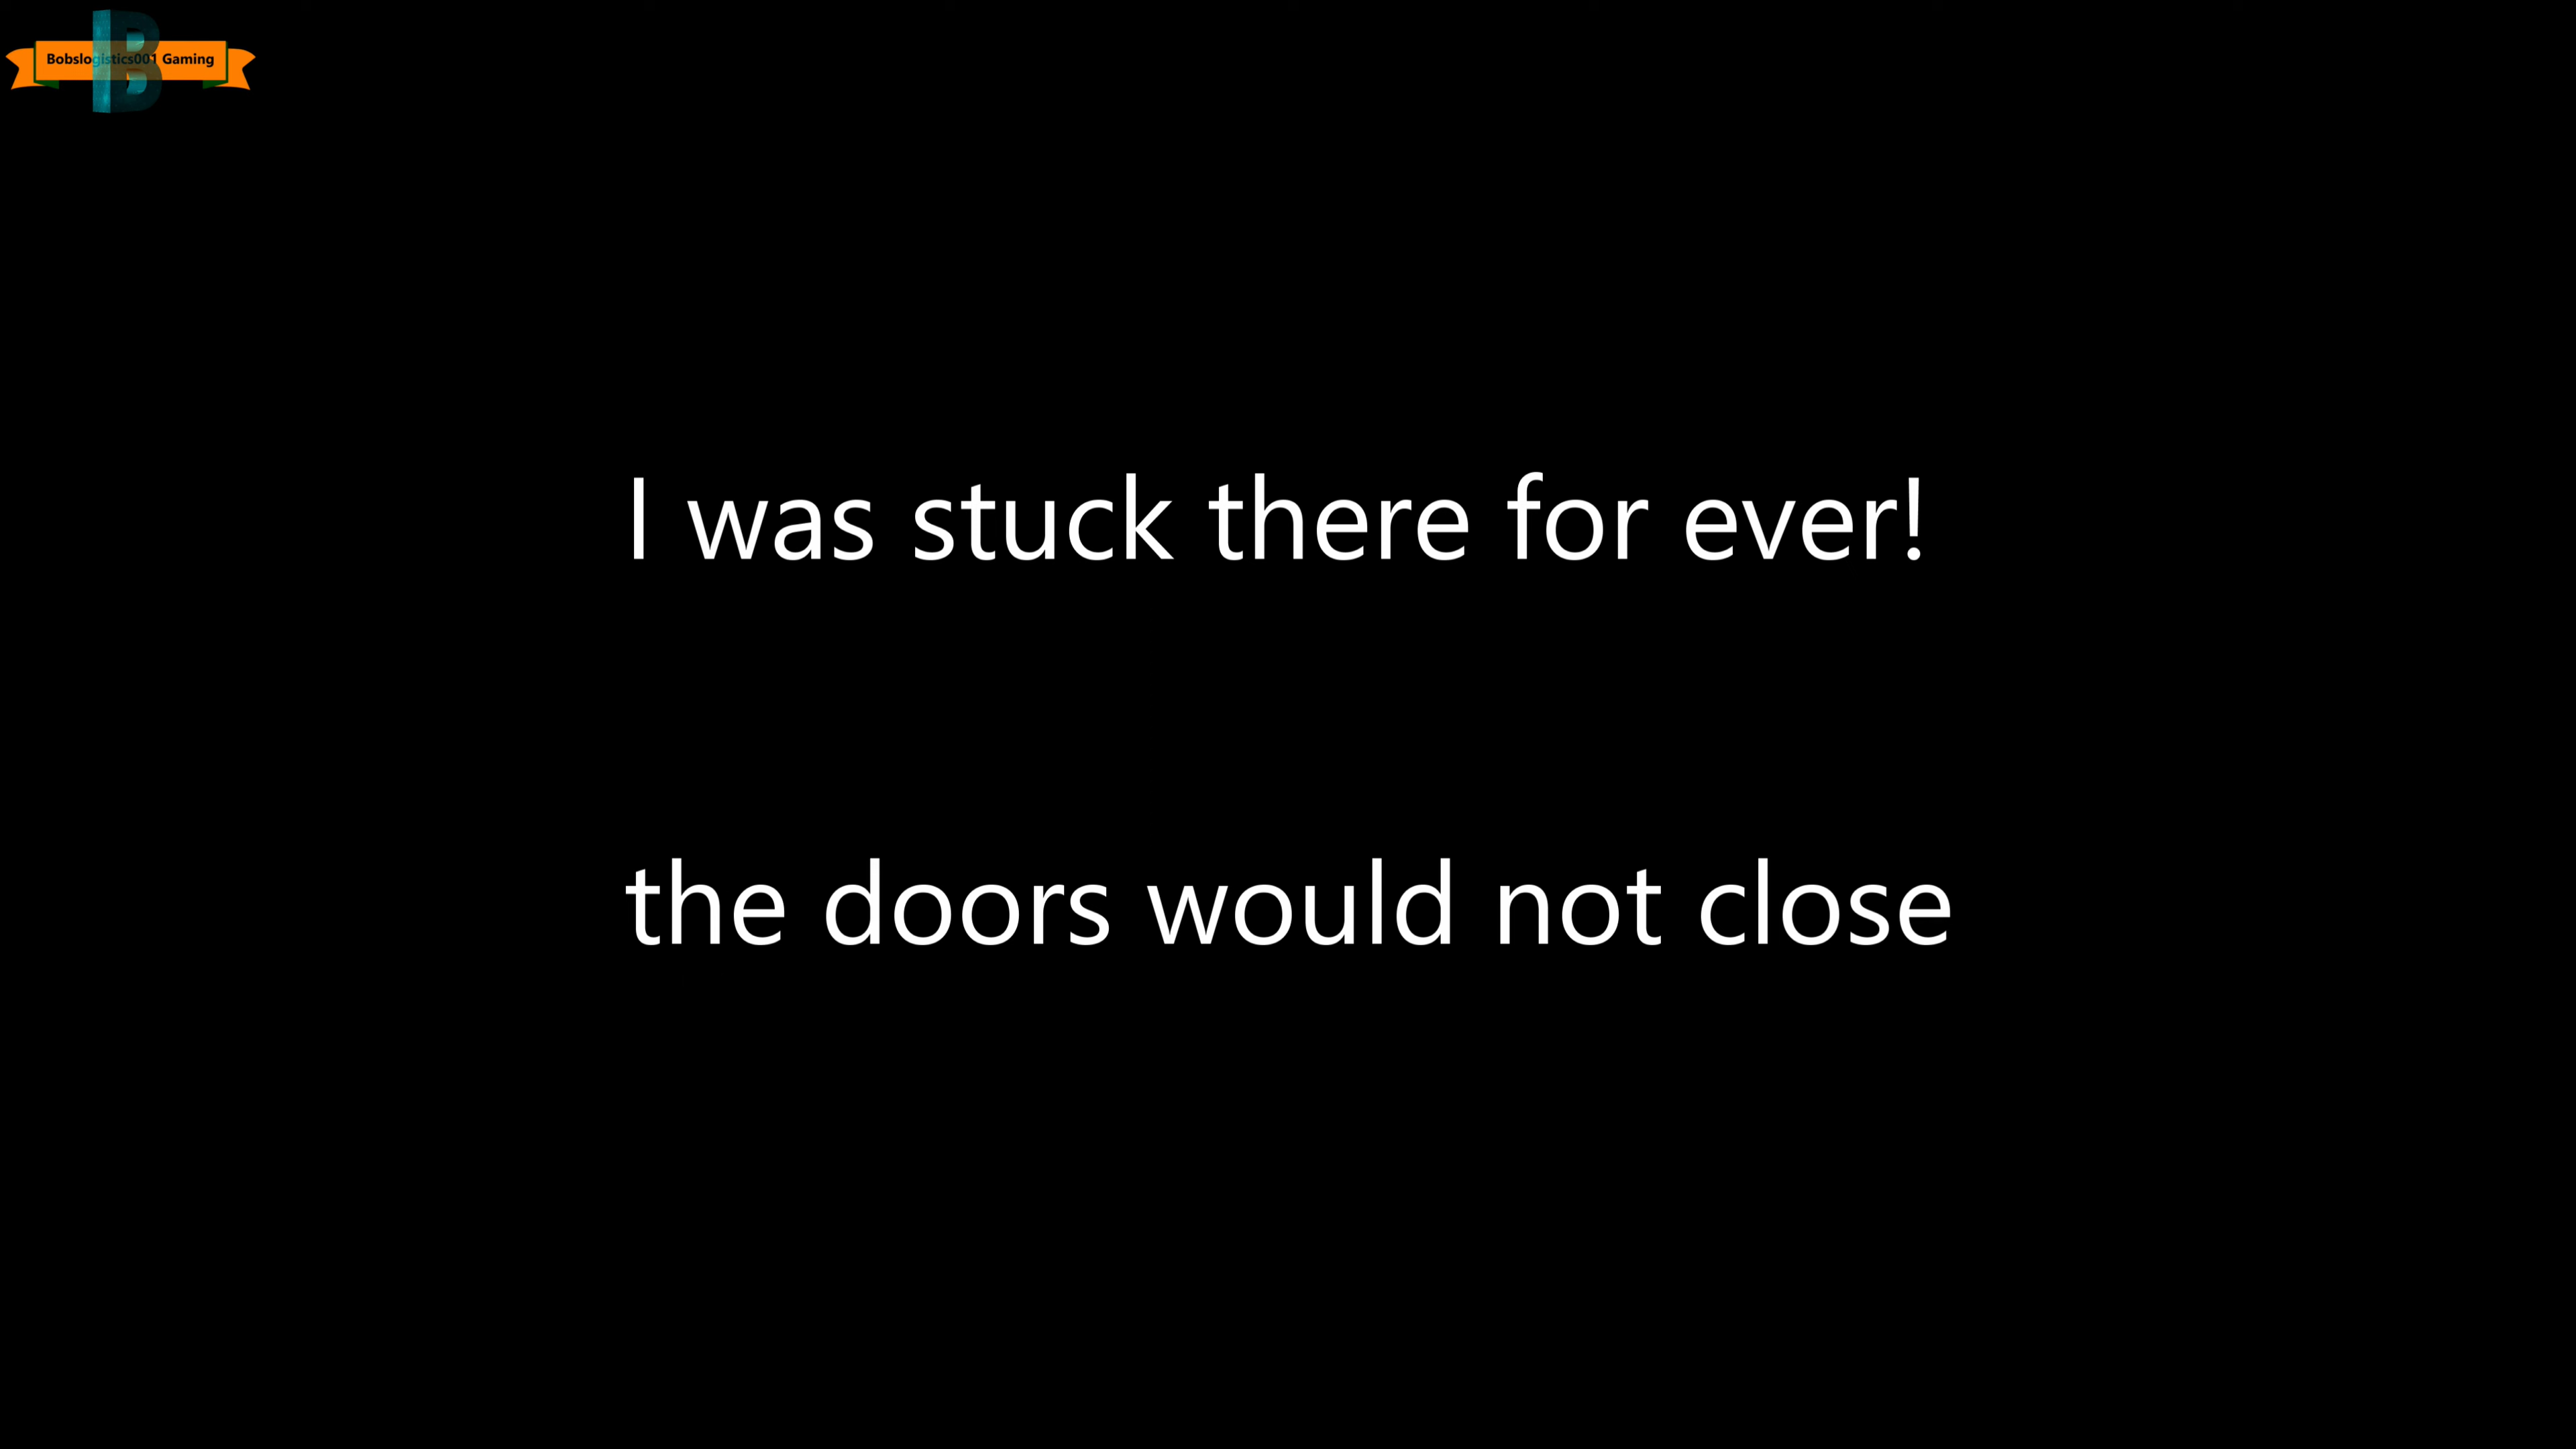 Bobslogistics001 Gaming
I was stuck there for ever!
the doors would not close